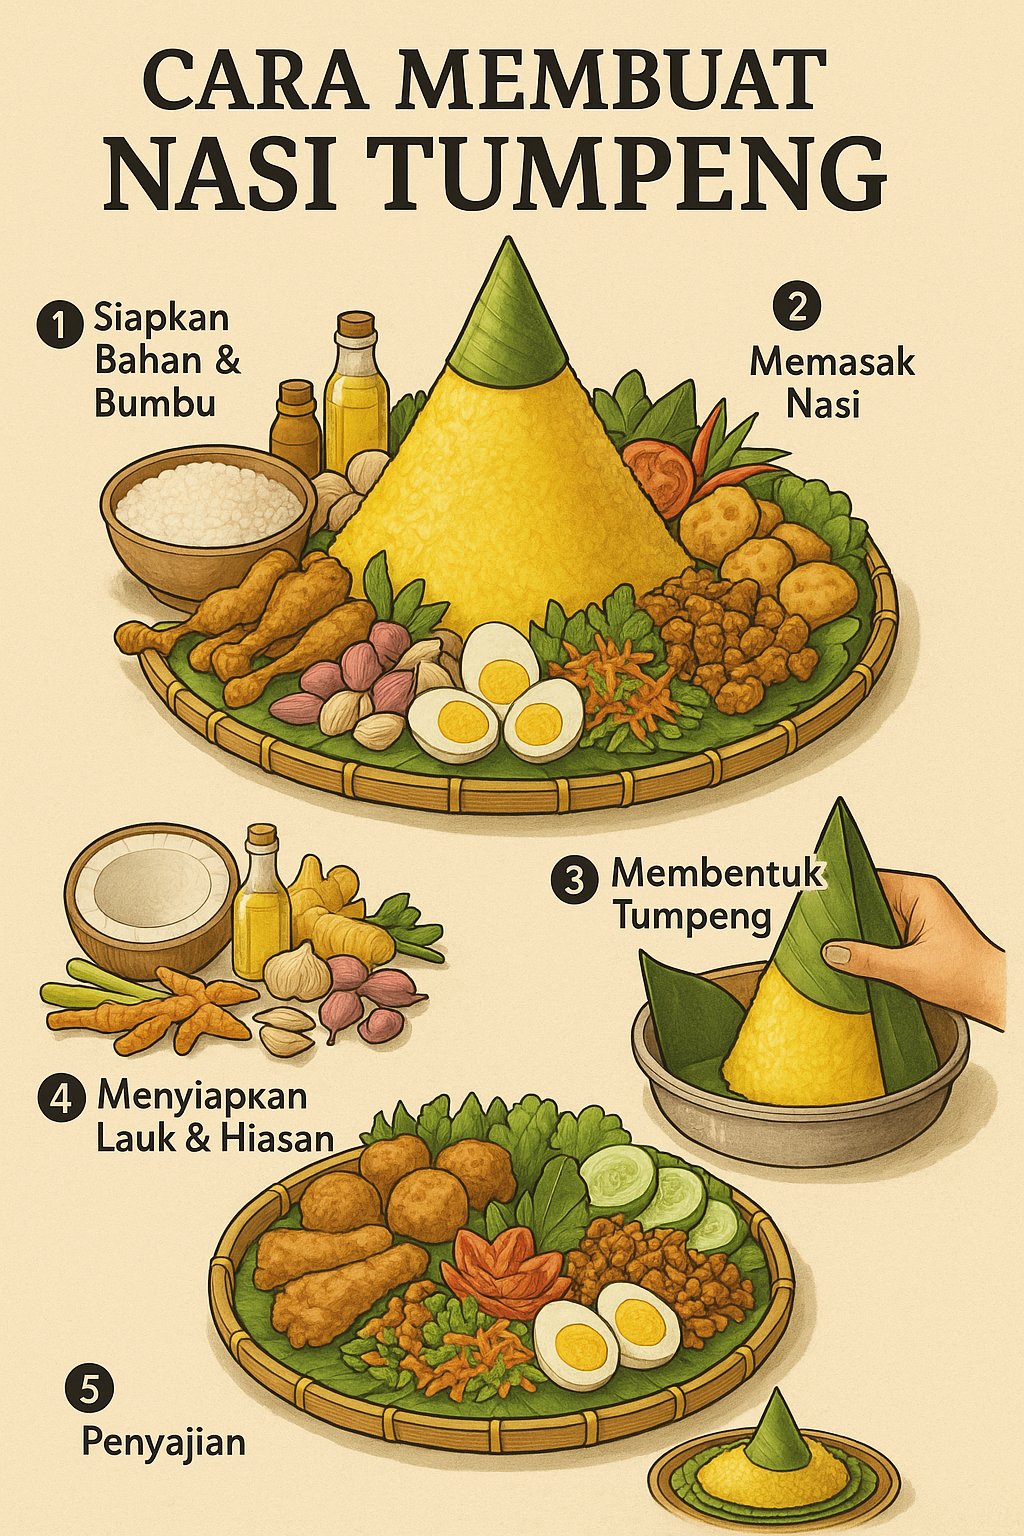 CARA MEMBUAT
NASI TUMPENG
1 Siapkan
Bahan &
Bumbu
2
Memasak
Nasi
3 Membentuk
Tumpeng
4 Menyiapkan
Lauk & Hiasan
5
Penyajian